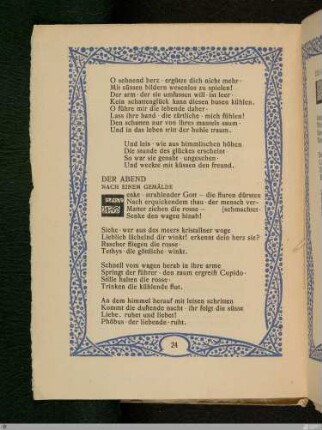 O sehnend herz · ergötze dich nicht mehr ·
Mit süssen bildern wesenlos zu spielen!
Der arm · der sie umfassen will · ist leer ·
Kein schattenglück kann diesen busen kühlen.
O führe mir die lebende daher ·
Lass ihre hand · die zärtliche · mich fühlen!
Den schatten nur von ihres mantels saum ·
Und in das leben tritt der hohle traum.
Und leis · wie aus himmlischen höhen
Die stunde des glückes erscheint ·
So war sie genaht · ungesehen ·
Und weckte mit küssen den freund.
DER ABEND
NACH EINEM GEMÄLDE
enke · strahlender Gott — die fluren dürsten
Nach erquickendem thau · der mensch ver-
Matter ziehen die rosse — (schmachtet
Senke den wagen hinab!
Siehe · wer aus des meers kristallner woge
Lieblich lächelnd dir winkt! erkennt dein herz sie?
Rascher fliegen die rosse ·
Tethys · die göttliche · winkt.
Schnell vom wagen herab in ihre arme
Springt der führer · den zaum ergreift Cupido ·
Stille halten die rosse ·
Trinken die kühlende flut.
An dem himmel herauf mit leisen schritten
Kommt die duftende nacht · ihr folgt die süsse
Liebe. ruhet und liebet!
Phöbus · der liebende · ruht.
24